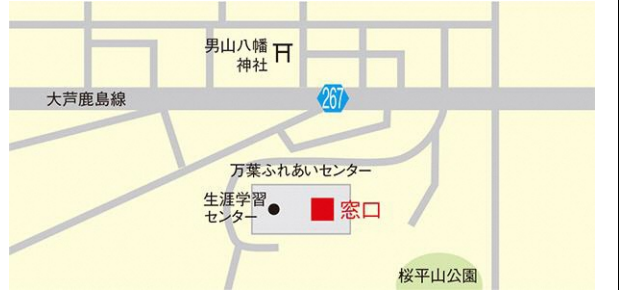 男山八幡
神社
大芦鹿島線
267
万葉ふれあいセンター
生涯学習
センター
窓口
桜平山公園